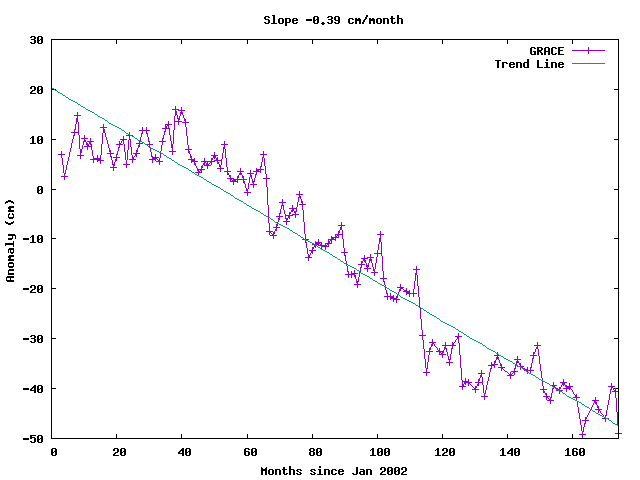 Slope -0.39 cm/month
GRACE
Trend Line
30
20
10
0
-10
-20
-30
-40
-50
Anomaly (cm)
0 20 40 60 80 100 120 140 160
Months since Jan 2002